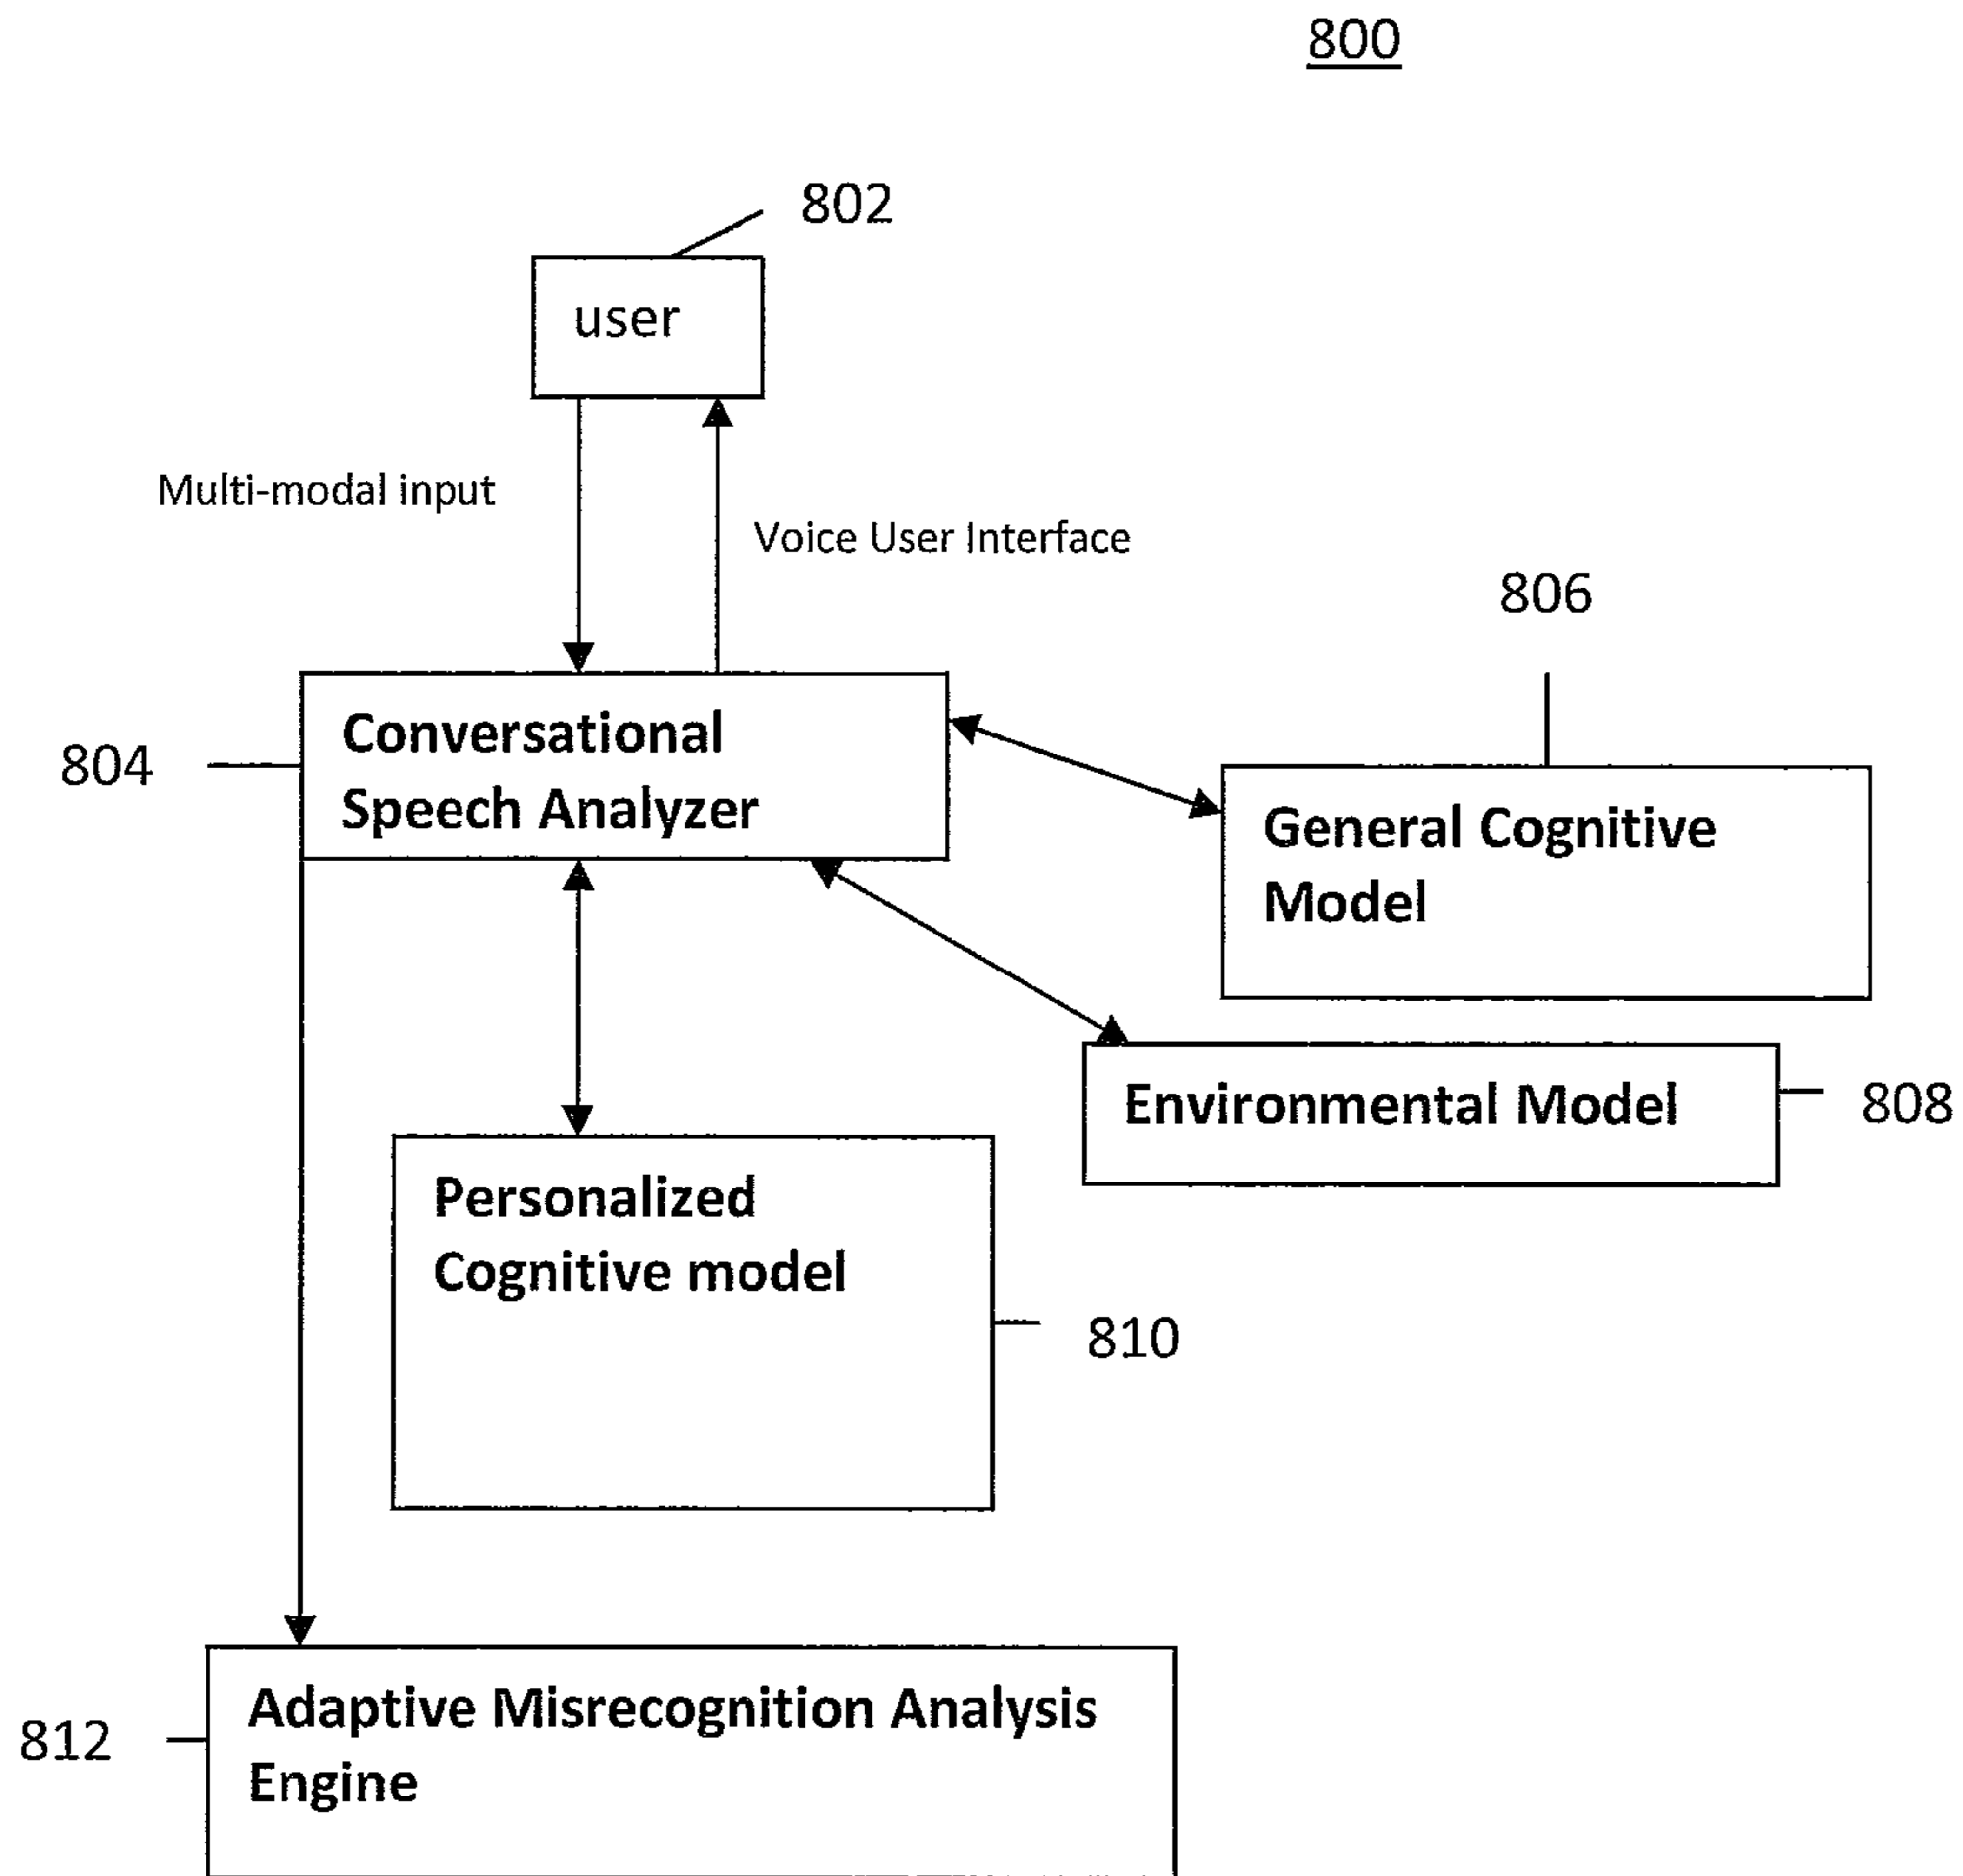 800
802
user
Multi-modal input
Voice User Interface
806
804
Conversational
Speech Analyzer
General Cognitive
Model
Environmental Model
808
Personalized
Cognitive model
810
812
Adaptive Misrecognition Analysis
Engine